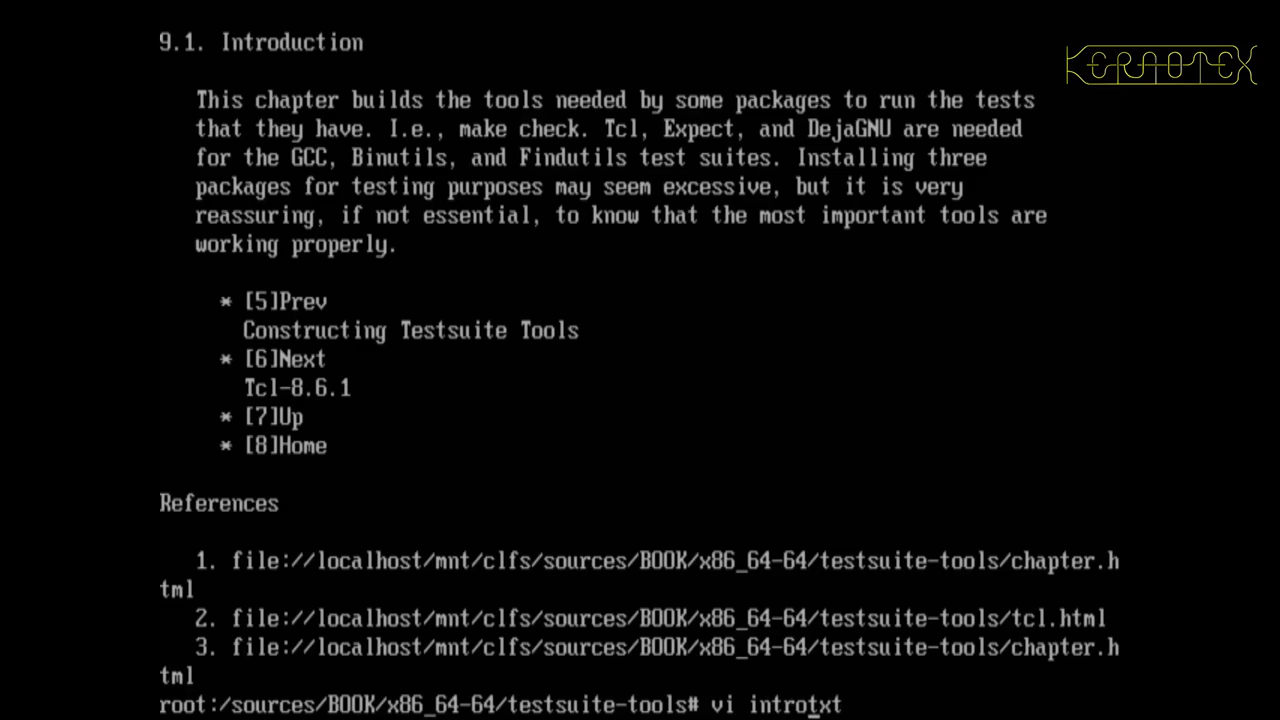 9.1. Introduction
KERNOTEX
This chapter builds the tools needed by some packages to run the tests
that they have. I.e., make check. Tcl, Expect, and DejaGNU are needed
for the GCC, Binutils, and Findutils test suites. Installing three
packages for testing purposes may seem excessive, but it is very
reassuring, if not essential, to know that the most important tools are
working properly.
* [5]Prev
Constructing Testsuite Tools
* [6]Next
Tcl-8.6.1
* [7]Up
* [8]Home
References
1. file://localhost/mnt/clfs/sources/BOOK/x86_64-64/testsuite-tools/chapter.h
tml
2. file://localhost/mnt/clfs/sources/BOOK/x86_64-64/testsuite-tools/tcl.html
3. file://localhost/mnt/clfs/sources/BOOK/x86_64-64/testsuite-tools/chapter.h
tml
root:/sources/BOOK/x86_64-64/testsuite-tools# vi introtxt